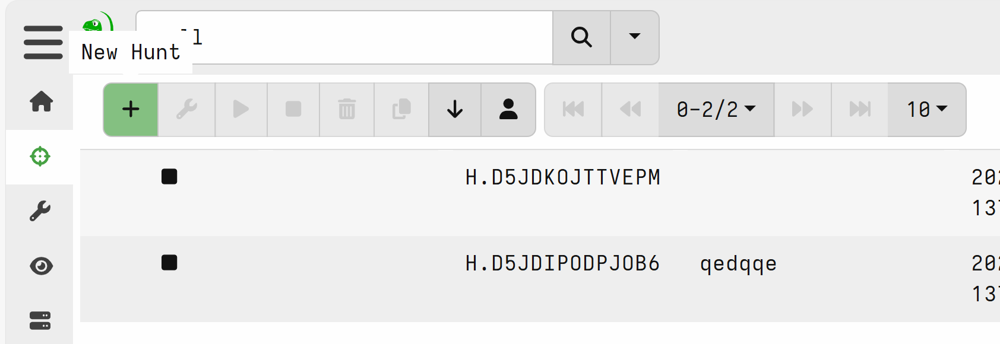 New Hunt
0-2/2
10
H.D5JDKOJTTVEPM
H.D5JDIPODPJOB6 qedqqe